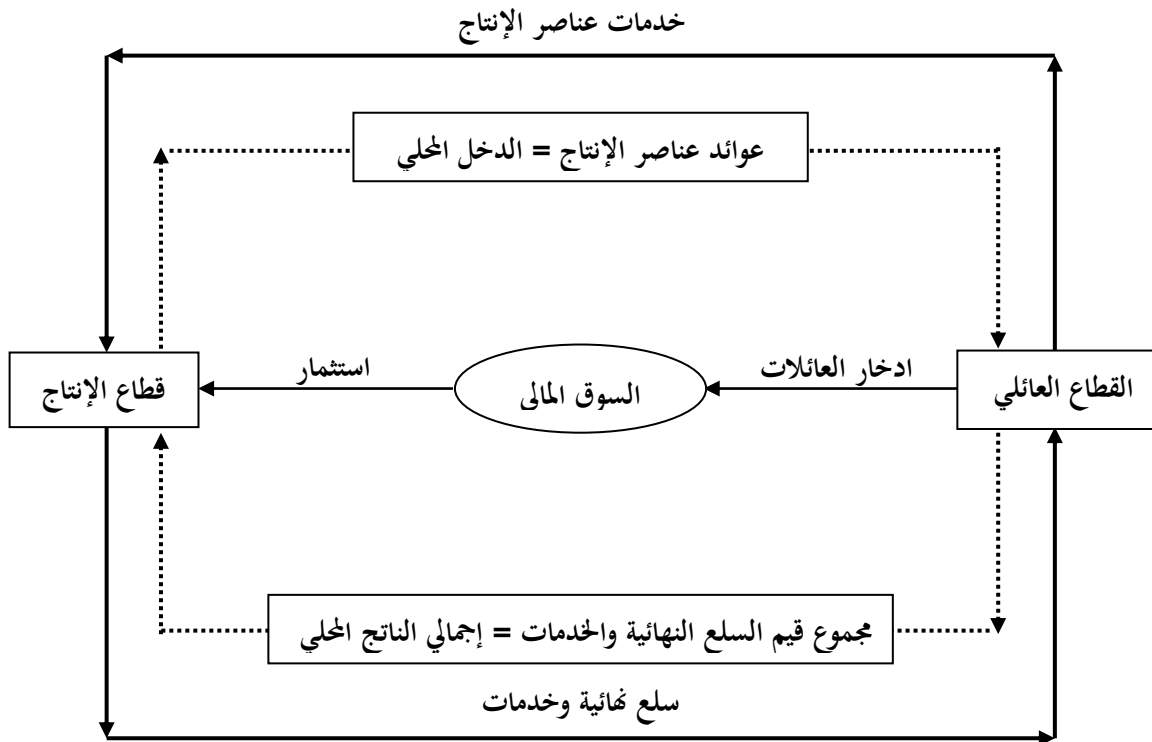 خدمات عناصر الإنتاج
عوائد عناصر الإنتاج = الدخل المحلي
القطاع العائلي
ادخار العائلات
السوق المالى
استثمار
قطاع الإنتاج
مجموع قيم السلع النهائية والخدمات = إجمالي الناتج المحلي
سلع نهائية وخدمات